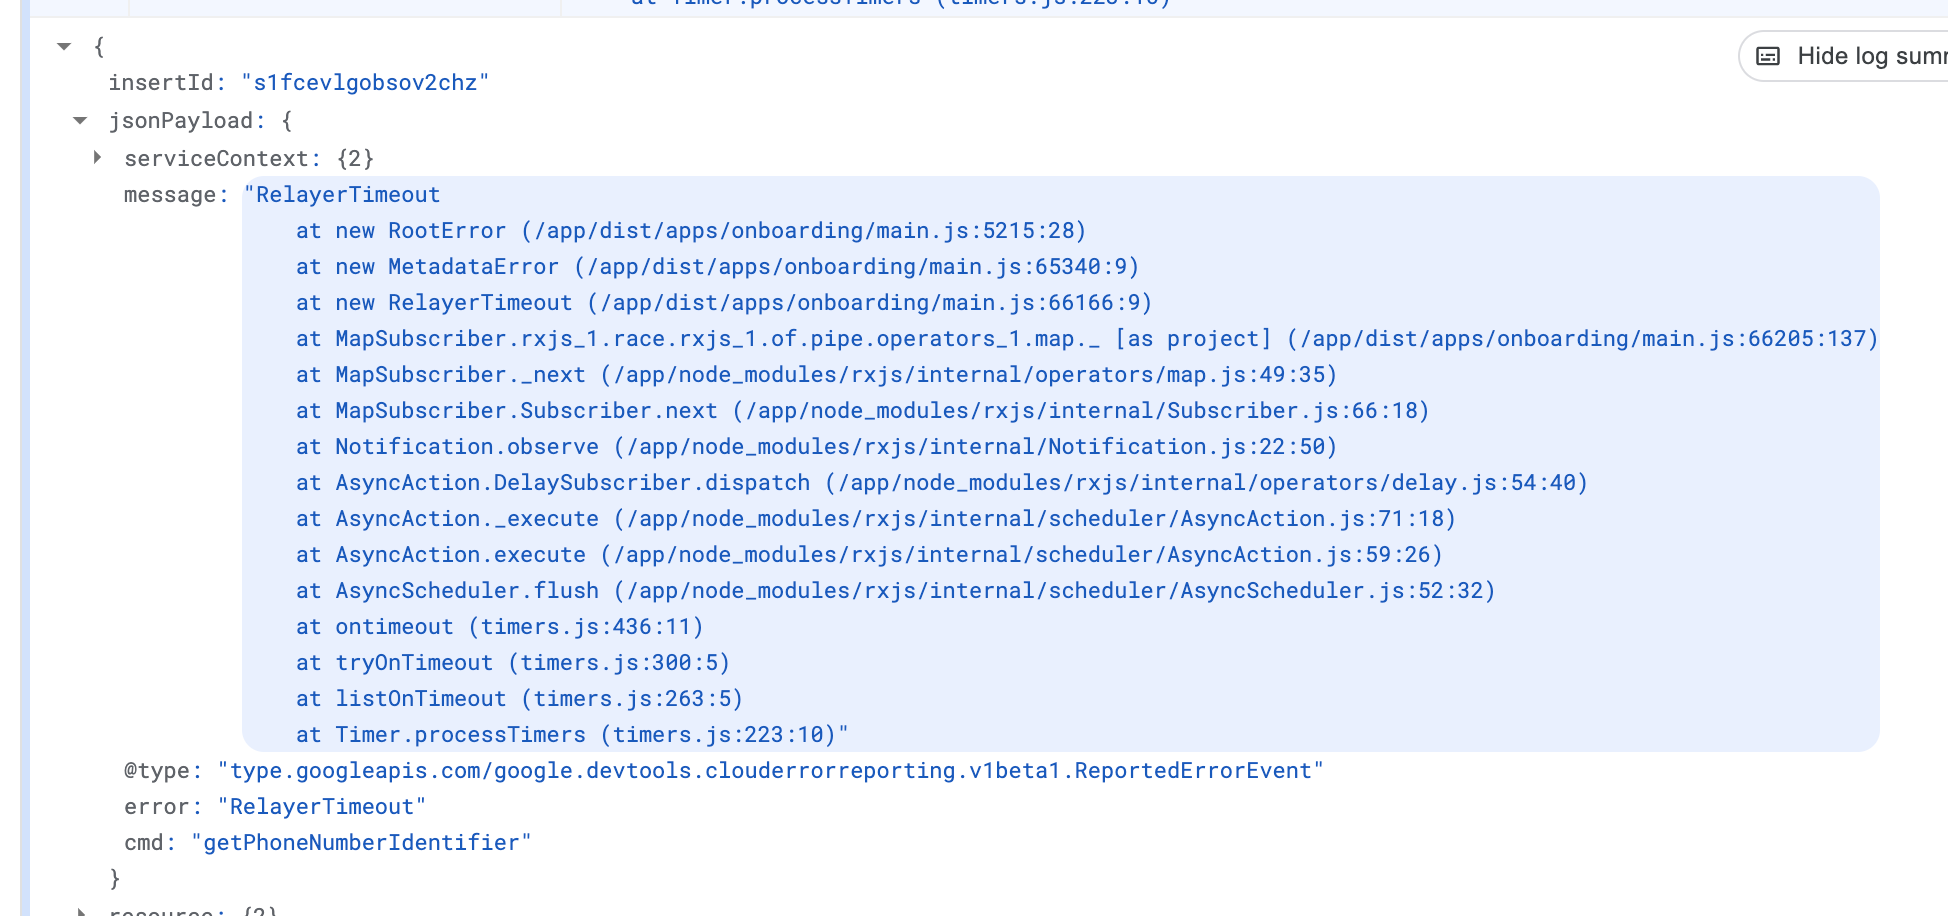 at Timer.processTimers (timers.js:223:10)
{
Hide log sum
insertId: "s1fcevlgobsov2chz"
jsonPayload: {
serviceContext: {2}
message: "RelayerTimeout
at new RootError (/app/dist/apps/onboarding/main.js:5215:28)
at new MetadataError (/app/dist/apps/onboarding/main.js:65340:9)
at new RelayerTimeout (/app/dist/apps/onboarding/main.js:66166:9)
at MapSubscriber.rxjs_1.race.rxjs_1.of.pipe.operators_1.map._ [as project] (/app/dist/apps/onboarding/main.js:66205:137)
at MapSubscriber._next (/app/node_modules/rxjs/internal/operators/map.js:49:35)
at MapSubscriber.Subscriber.next (/app/node_modules/rxjs/internal/Subscriber.js:66:18)
at Notification.observe (/app/node_modules/rxjs/internal/Notification.js:22:50)
at AsyncAction.DelaySubscriber.dispatch (/app/node_modules/rxjs/internal/operators/delay.js:54:40)
at AsyncAction._execute (/app/node_modules/rxjs/internal/scheduler/AsyncAction.js:71:18)
at AsyncAction.execute (/app/node_modules/rxjs/internal/scheduler/AsyncAction.js:59:26)
at AsyncScheduler.flush (/app/node_modules/rxjs/internal/scheduler/AsyncScheduler.js:52:32)
at ontimeout (timers.js:436:11)
at tryOnTimeout (timers.js:300:5)
at listOnTimeout (timers.js:263:5)
at Timer.processTimers (timers.js:223:10)"
@type: "type.googleapis.com/google.devtools.clouderrorreporting.v1beta1.ReportedErrorEvent"
error: "RelayerTimeout"
cmd: "getPhoneNumberIdentifier"
}
resource: {2}